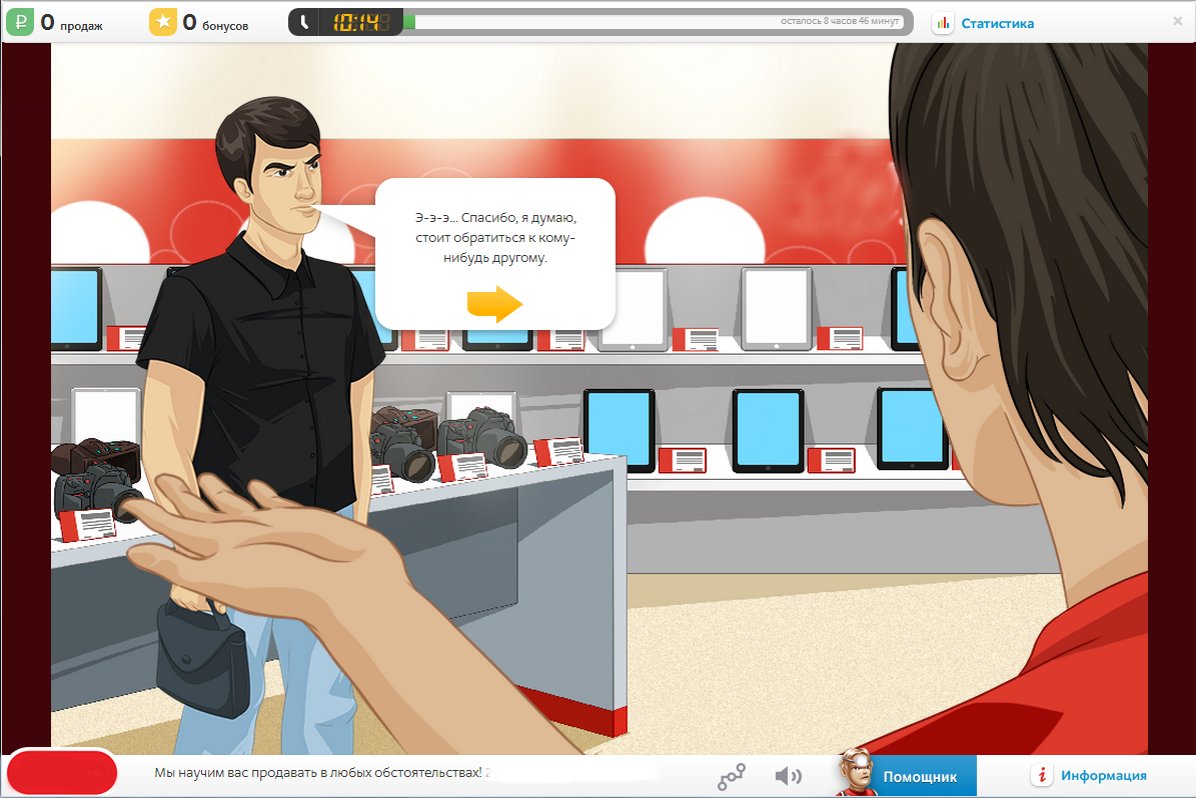 0 продаж
0 бонусов
10:14
осталось 8 часов 46 минут
Статистика
Э-э-э... Спасибо, я думаю,
стоит обратиться к кому-
нибудь другому.
Мы научим вас продавать в любых обстоятельствах!
Помощник
Информация